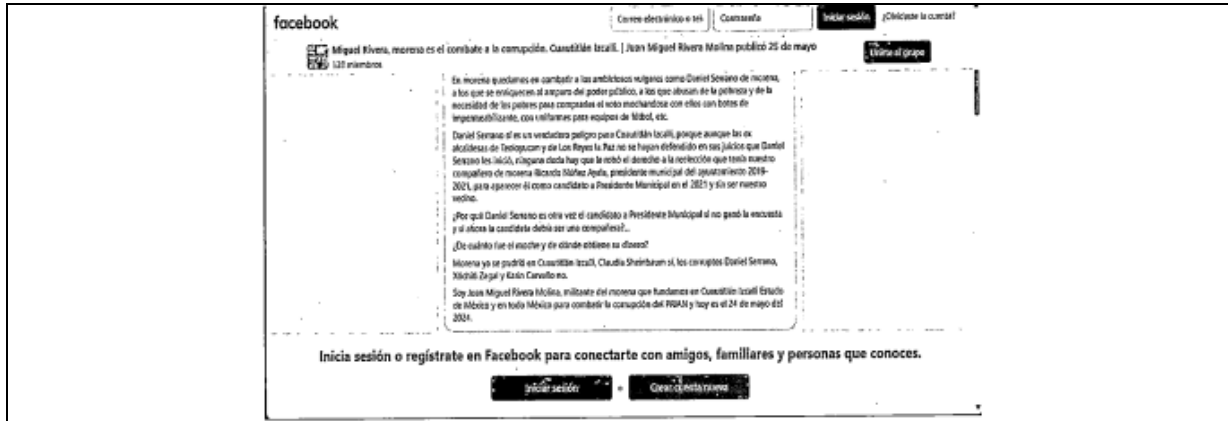 facebook
Correo electrónico o tel Contraseña Iniciar sesión ¿Olvidaste la cuenta?
Miguel Rivera, morena es el combate a la corrupción. Cuautitlán Izcalli. | Juan Miguel Rivera Molina publicó 25 de mayo
miembros
Unirte al grupo
En morena quedamos en combatir a los ambiciosos vulgares como Daniel Serrano de morena,
a los que se enriquecen al amparo del poder público, a los que abusan de la pobreza y de la
necesidad de los pobres para comprarles el voto mochandose con ellos con botes de
impermeabilizante, con uniformes para equipos de fútbol, etc.
Daniel Serrano sí es un verdadero peligro para Cuautitlán Izcalli, porque aunque las ex
alcaldesas de Teoloyucan y de Los Reyes la Paz no se hayan defendido en sus juicios que Daniel
Serrano les inició, ninguna duda hay que le robó el derecho a la reelección que tenía nuestro
compañero de morena Ricardo Núñez Ayala, presidente municipal del ayuntamiento 2019-
2021, para aparecer él como candidato a Presidente Municipal en el 2021 y sin ser nuestro
vecino.
¿Por qué Daniel Serrano es otra vez el candidato a Presidente Municipal si no ganó la encuesta
y si ahora la candidata debía ser una compañera?...
¿De cuánto fue el moche y de dónde obtiene su dinero?
Morena ya se pudrió en Cuautitlán Izcalli, Claudia Sheinbaum sí, los corruptos Daniel Serrano,
Xóchitl Zagal y Karin Carvallo no.
Soy Juan Miguel Rivera Molina, militante del morena que fundamos en Cuautitlán Izcalli Estado
de México y en todo México para combatir la corrupción del PRIAN y hoy es el 24 de mayo del
2024.
Inicia sesión o regístrate en Facebook para conectarte con amigos, familiares y personas que conoces.
Iniciar sesión o Crear cuenta nueva